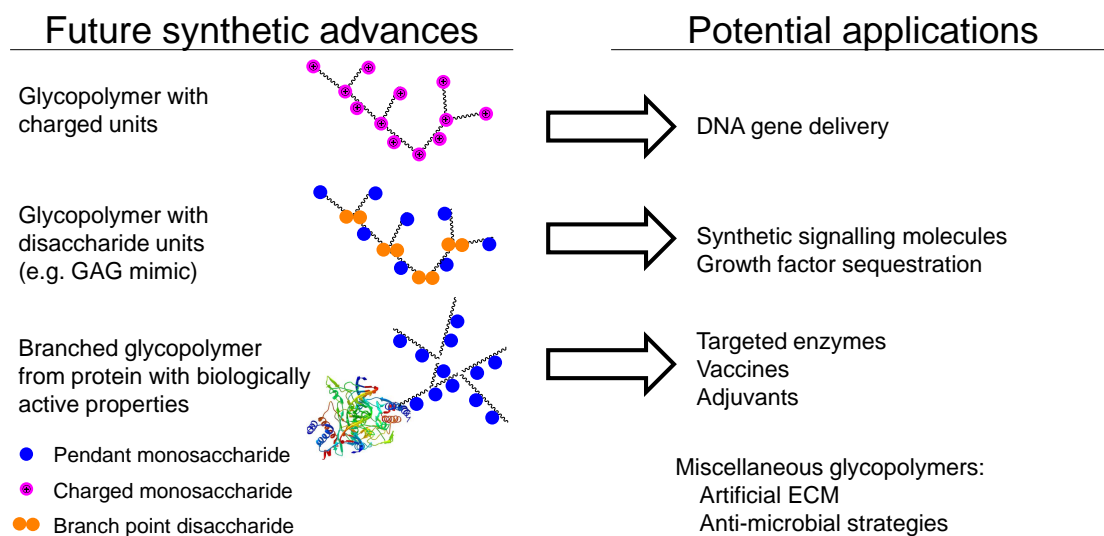 Future synthetic advances
Potential applications
Glycopolymer with
charged units
DNA gene delivery
Glycopolymer with
disaccharide units
(e.g. GAG mimic)
Synthetic signalling molecules
Growth factor sequestration
Branched glycopolymer
from protein with biologically
active properties
Targeted enzymes
Vaccines
Adjuvants
Pendant monosaccharide
Charged monosaccharide
Branch point disaccharide
Miscellaneous glycopolymers:
Artificial ECM
Anti-microbial strategies